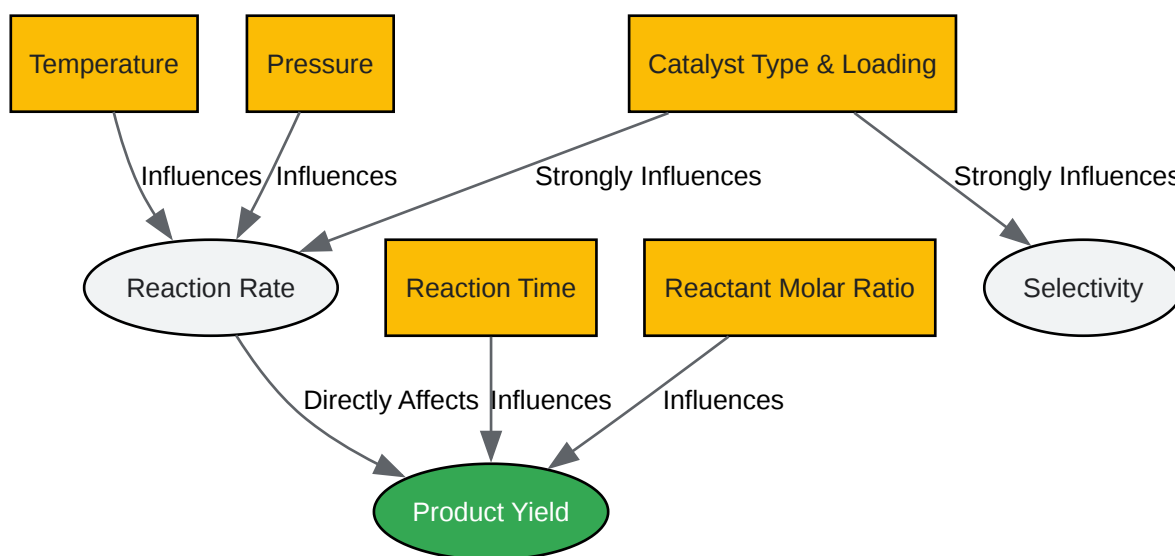 Temperature
Pressure
Catalyst Type & Loading
Influences
Influences
Strongly Influences
Strongly Influences
Reaction Rate
Reaction Time
Reactant Molar Ratio
Selectivity
Directly Affects
Influences
Influences
Product Yield